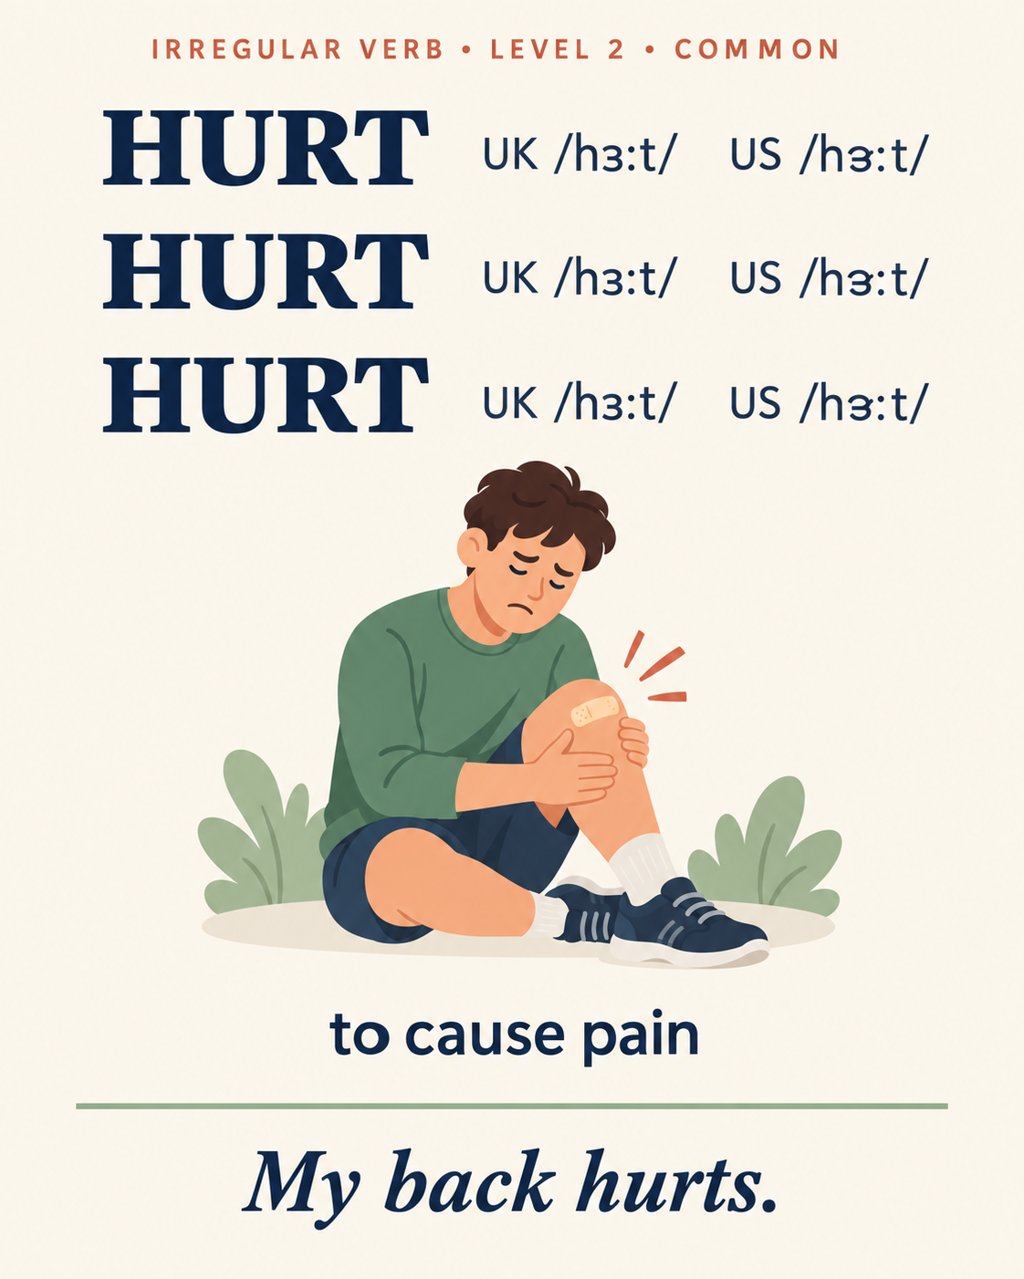 IRREGULAR VERB • LEVEL 2 • COMMON
HURT UK /hɜːt/ US /hɝːt/
HURT UK /hɜːt/ US /hɝːt/
HURT UK /hɜːt/ US /hɝːt/
to cause pain
My back hurts.